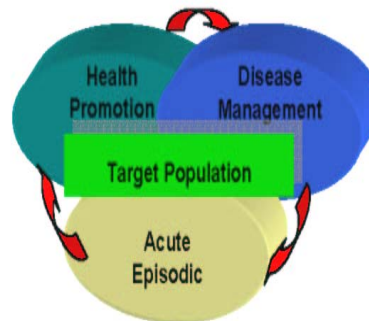 Health
Promotion
Disease
Management
Target Population
Acute
Episodic